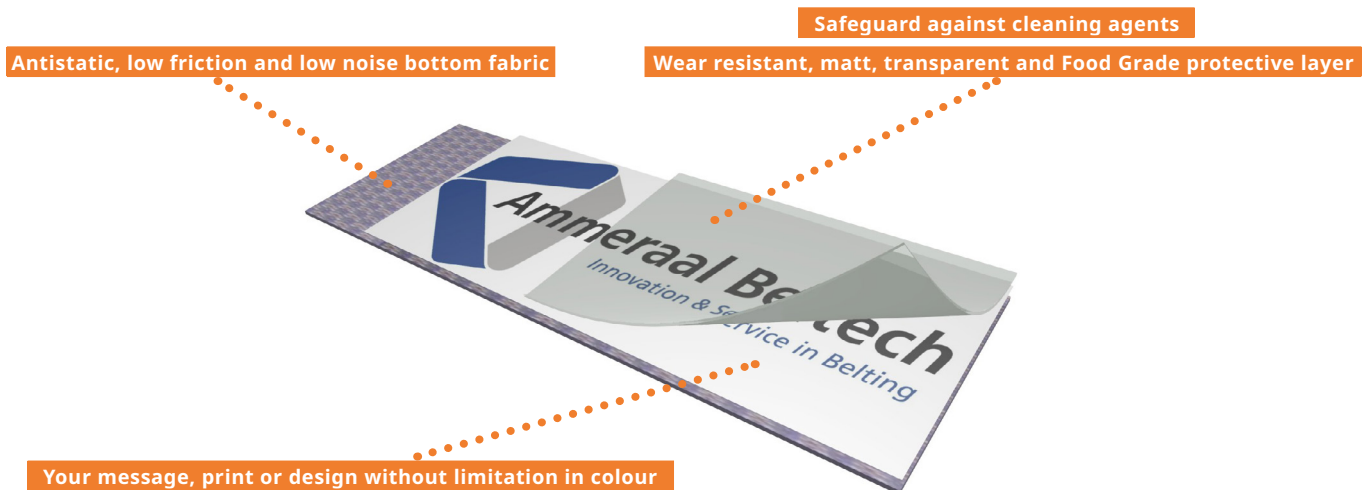 Safeguard against cleaning agents
Antistatic, low friction and low noise bottom fabric
Wear resistant, matt, transparent and Food Grade protective layer
Ammeraal Beltech
Innovation & Service in Belting
Your message, print or design without limitation in colour